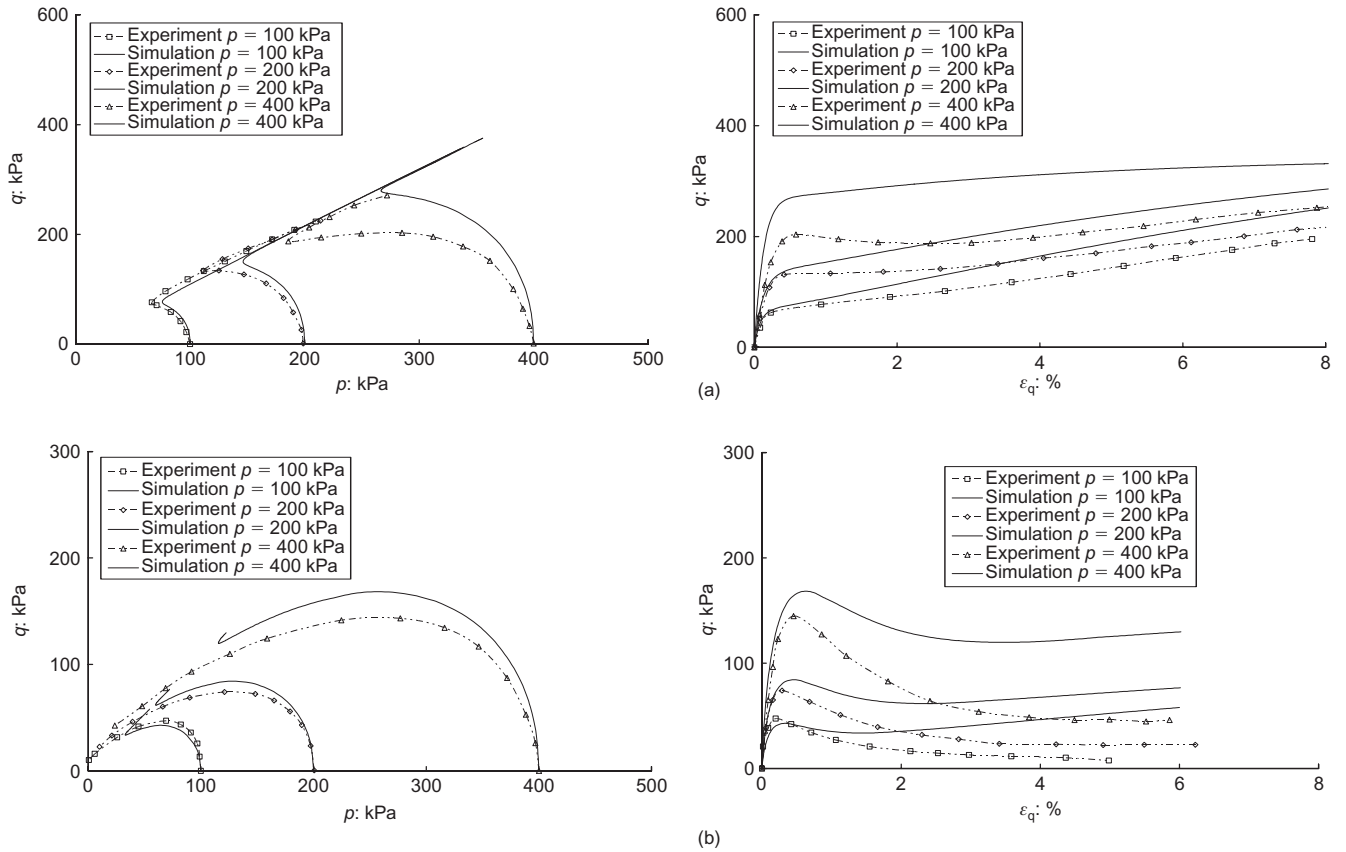 600
400
200
0
q: kPa
Experiment p = 100 kPa
Simulation p = 100 kPa
Experiment p = 200 kPa
Simulation p = 200 kPa
Experiment p = 400 kPa
Simulation p = 400 kPa
0 100 200 300 400 500
p: kPa
600
400
200
0
q: kPa
Experiment p = 100 kPa
Simulation p = 100 kPa
Experiment p = 200 kPa
Simulation p = 200 kPa
Experiment p = 400 kPa
Simulation p = 400 kPa
0 2 4 6 8
εq: %
(a)
300
200
100
0
q: kPa
Experiment p = 100 kPa
Simulation p = 100 kPa
Experiment p = 200 kPa
Simulation p = 200 kPa
Experiment p = 400 kPa
Simulation p = 400 kPa
0 100 200 300 400 500
p: kPa
300
200
100
0
q: kPa
Experiment p = 100 kPa
Simulation p = 100 kPa
Experiment p = 200 kPa
Simulation p = 200 kPa
Experiment p = 400 kPa
Simulation p = 400 kPa
0 2 4 6 8
εq: %
(b)